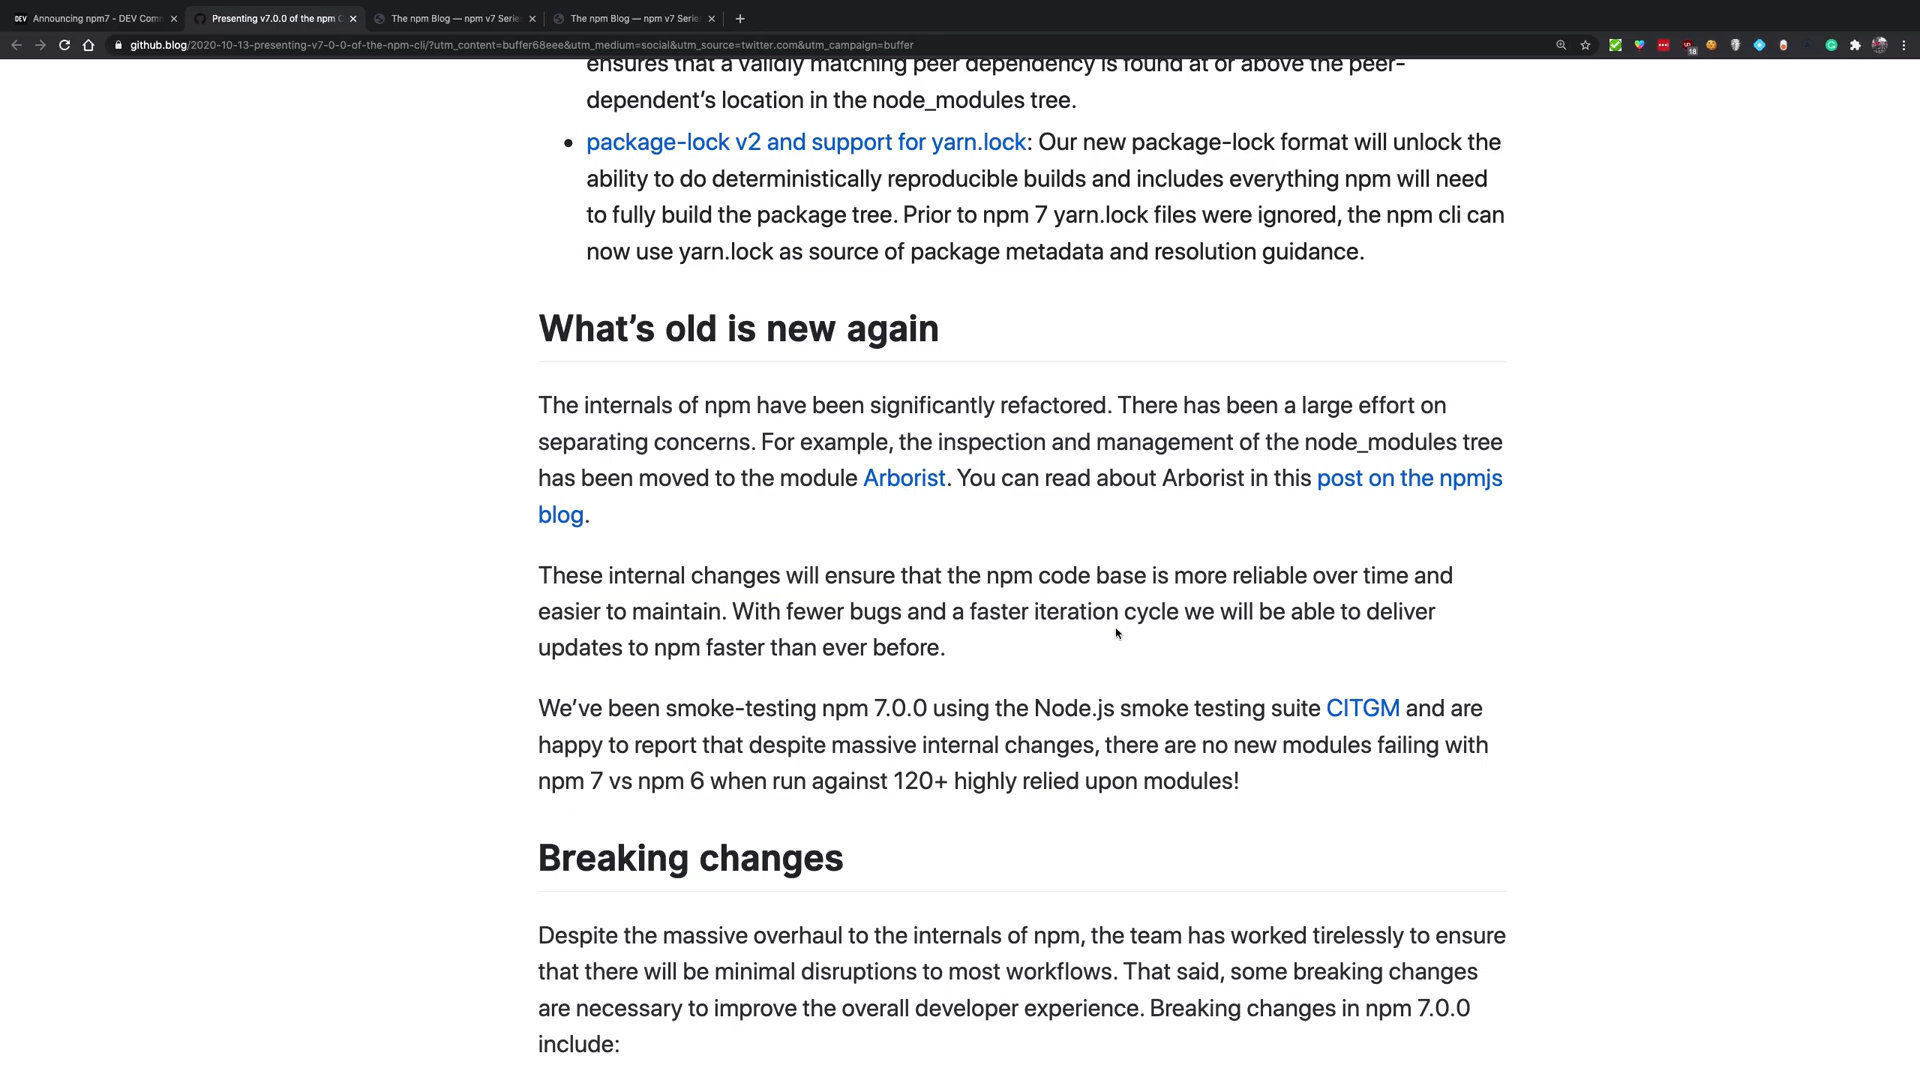 DEV Announcing npm7 - DEV Com
Presenting v7.0.0 of the npm C
The npm Blog — npm v7 Serie
The npm Blog — npm v7 Serie
github.blog/2020-10-13-presenting-v7-0-0-of-the-npm-cli/?utm_content=buffer68eee&utm_medium=social&utm_source=twitter.com&utm_campaign=buffer
18
ensures that a validly matching peer dependency is found at or above the peer-
dependent’s location in the node_modules tree.
• package-lock v2 and support for yarn.lock: Our new package-lock format will unlock the
ability to do deterministically reproducible builds and includes everything npm will need
to fully build the package tree. Prior to npm 7 yarn.lock files were ignored, the npm cli can
now use yarn.lock as source of package metadata and resolution guidance.
What’s old is new again
The internals of npm have been significantly refactored. There has been a large effort on
separating concerns. For example, the inspection and management of the node_modules tree
has been moved to the module Arborist. You can read about Arborist in this post on the npmjs
blog.
These internal changes will ensure that the npm code base is more reliable over time and
easier to maintain. With fewer bugs and a faster iteration cycle we will be able to deliver
updates to npm faster than ever before.
We’ve been smoke-testing npm 7.0.0 using the Node.js smoke testing suite CITGM and are
happy to report that despite massive internal changes, there are no new modules failing with
npm 7 vs npm 6 when run against 120+ highly relied upon modules!
Breaking changes
Despite the massive overhaul to the internals of npm, the team has worked tirelessly to ensure
that there will be minimal disruptions to most workflows. That said, some breaking changes
are necessary to improve the overall developer experience. Breaking changes in npm 7.0.0
include: